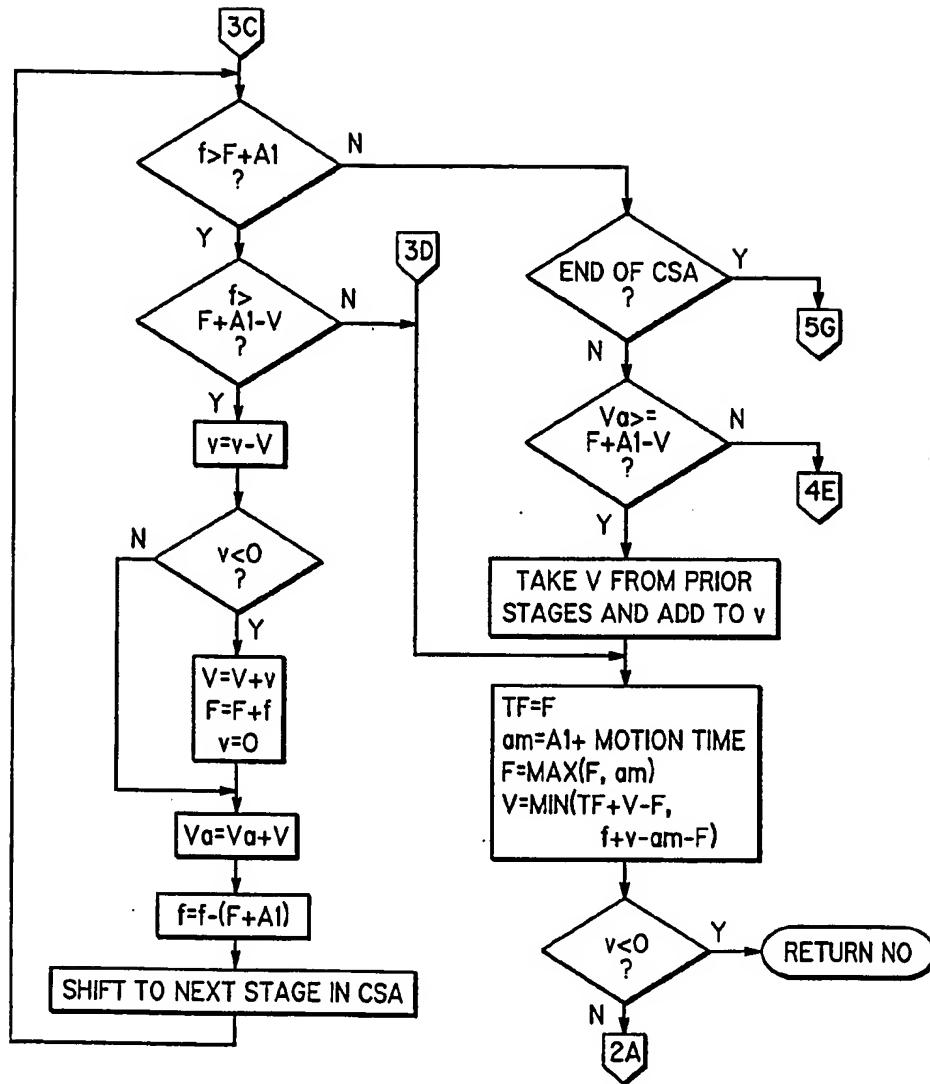 3C
f>F+A1
?
N
Y
f>
F+A1-V
?
N
Y
v=v-V
v<0
?
N
Y
V=V+v
F=F+f
v=0
Va=Va+V
f=f-(F+A1)
SHIFT TO NEXT STAGE IN CSA
3D
END OF CSA
?
Y
5G
N
Va>=
F+A1-V
?
N
4E
Y
TAKE V FROM PRIOR
STAGES AND ADD TO v
TF=F
am=A1+ MOTION TIME
F=MAX(F, am)
V=MIN(TF+V-F,
f+v-am-F)
v<0
?
Y
RETURN NO
N
2A